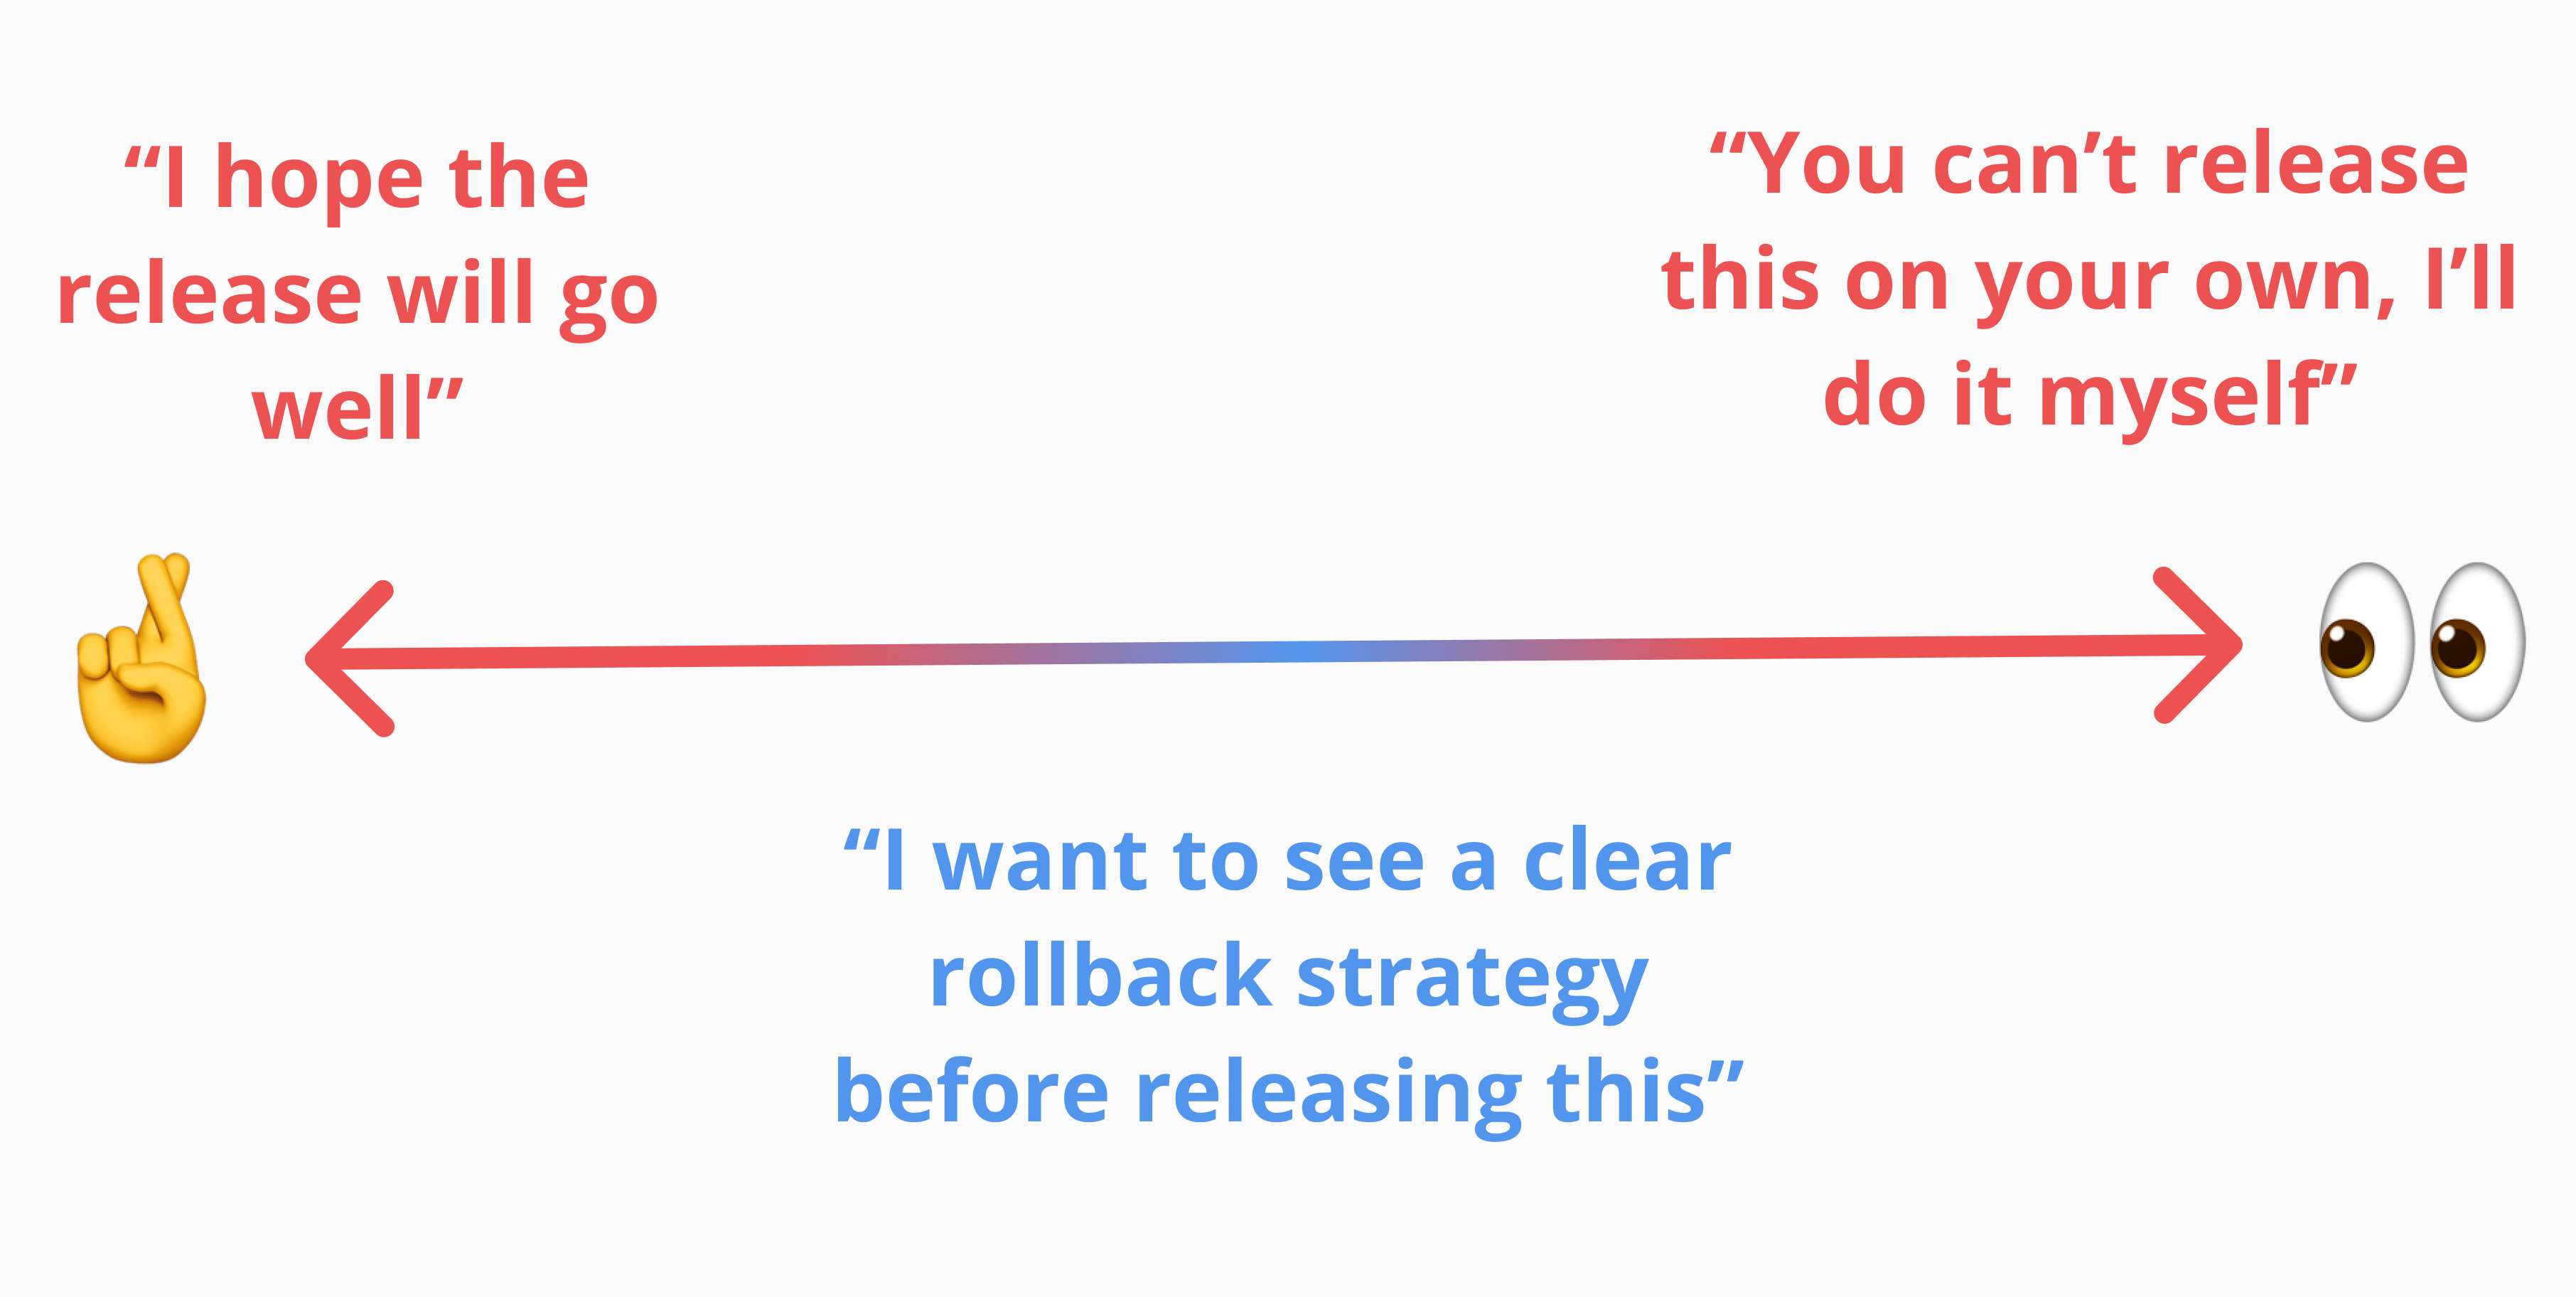 “I hope the
release will go
well”
“You can’t release
this on your own, I’ll
do it myself”
“I want to see a clear
rollback strategy
before releasing this”